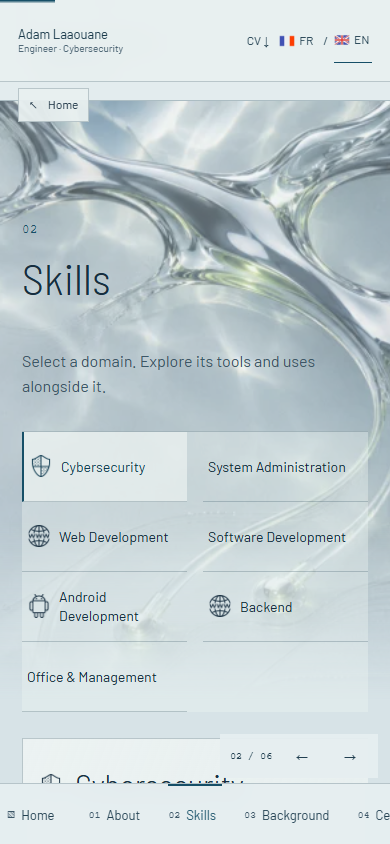 Adam Laaouane
Engineer · Cybersecurity
CV ↓ FR / EN
↖ Home
02
Skills
Select a domain. Explore its tools and uses
alongside it.
Cybersecurity
System Administration
Web Development
Software Development
Android
Development
Backend
Office & Management
Cybersecurity
02 / 06 ← →
Home
01 About
02 Skills
03 Background
04 Ce